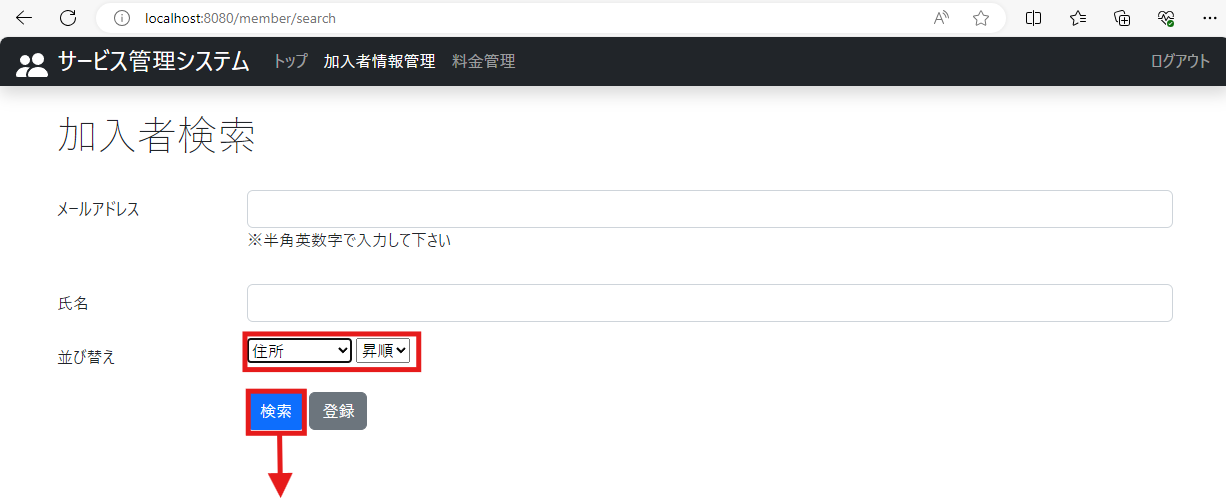 localhost:8080/member/search
サービス管理システム トップ 加入者情報管理 料金管理 ログアウト
加入者検索
メールアドレス
※半角英数字で入力して下さい
氏名
並び替え 住所 昇順
検索 登録